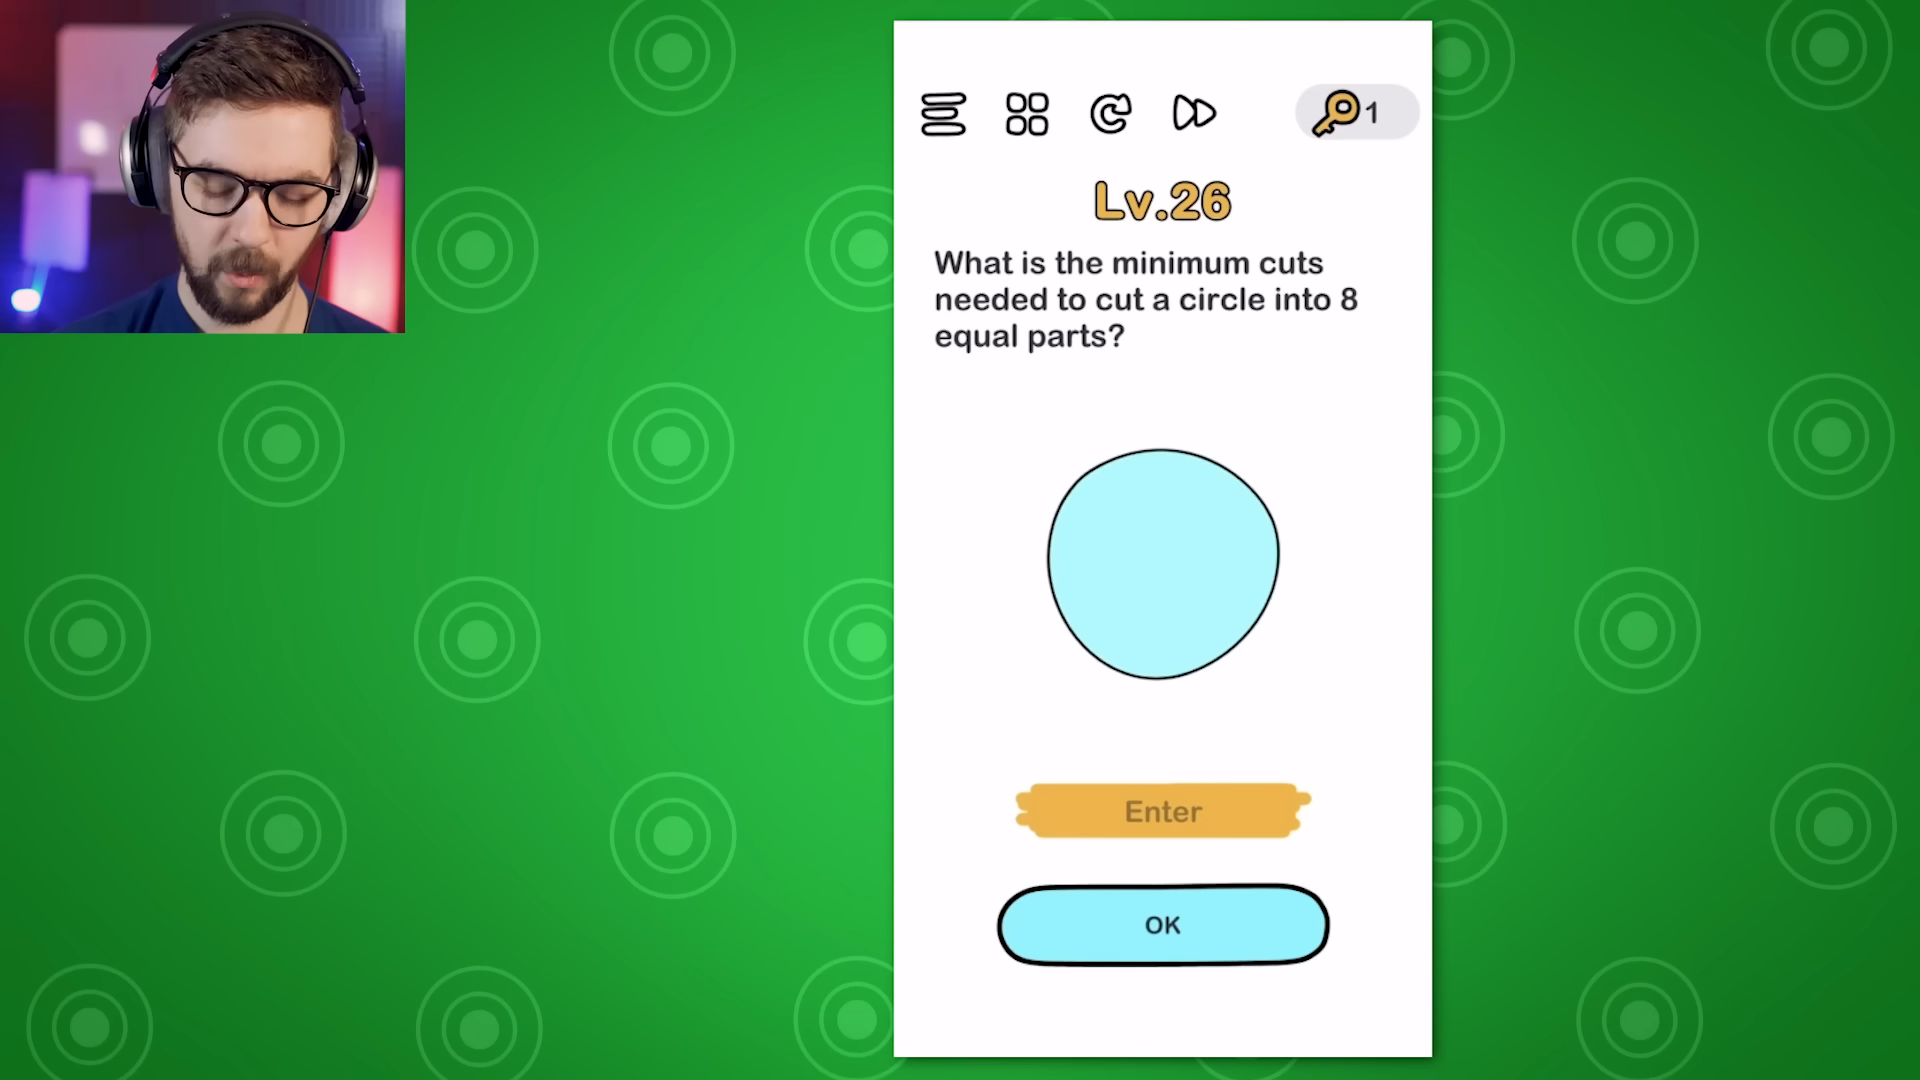 1
Lv.26
What is the minimum cuts
needed to cut a circle into 8
equal parts?
Enter
OK